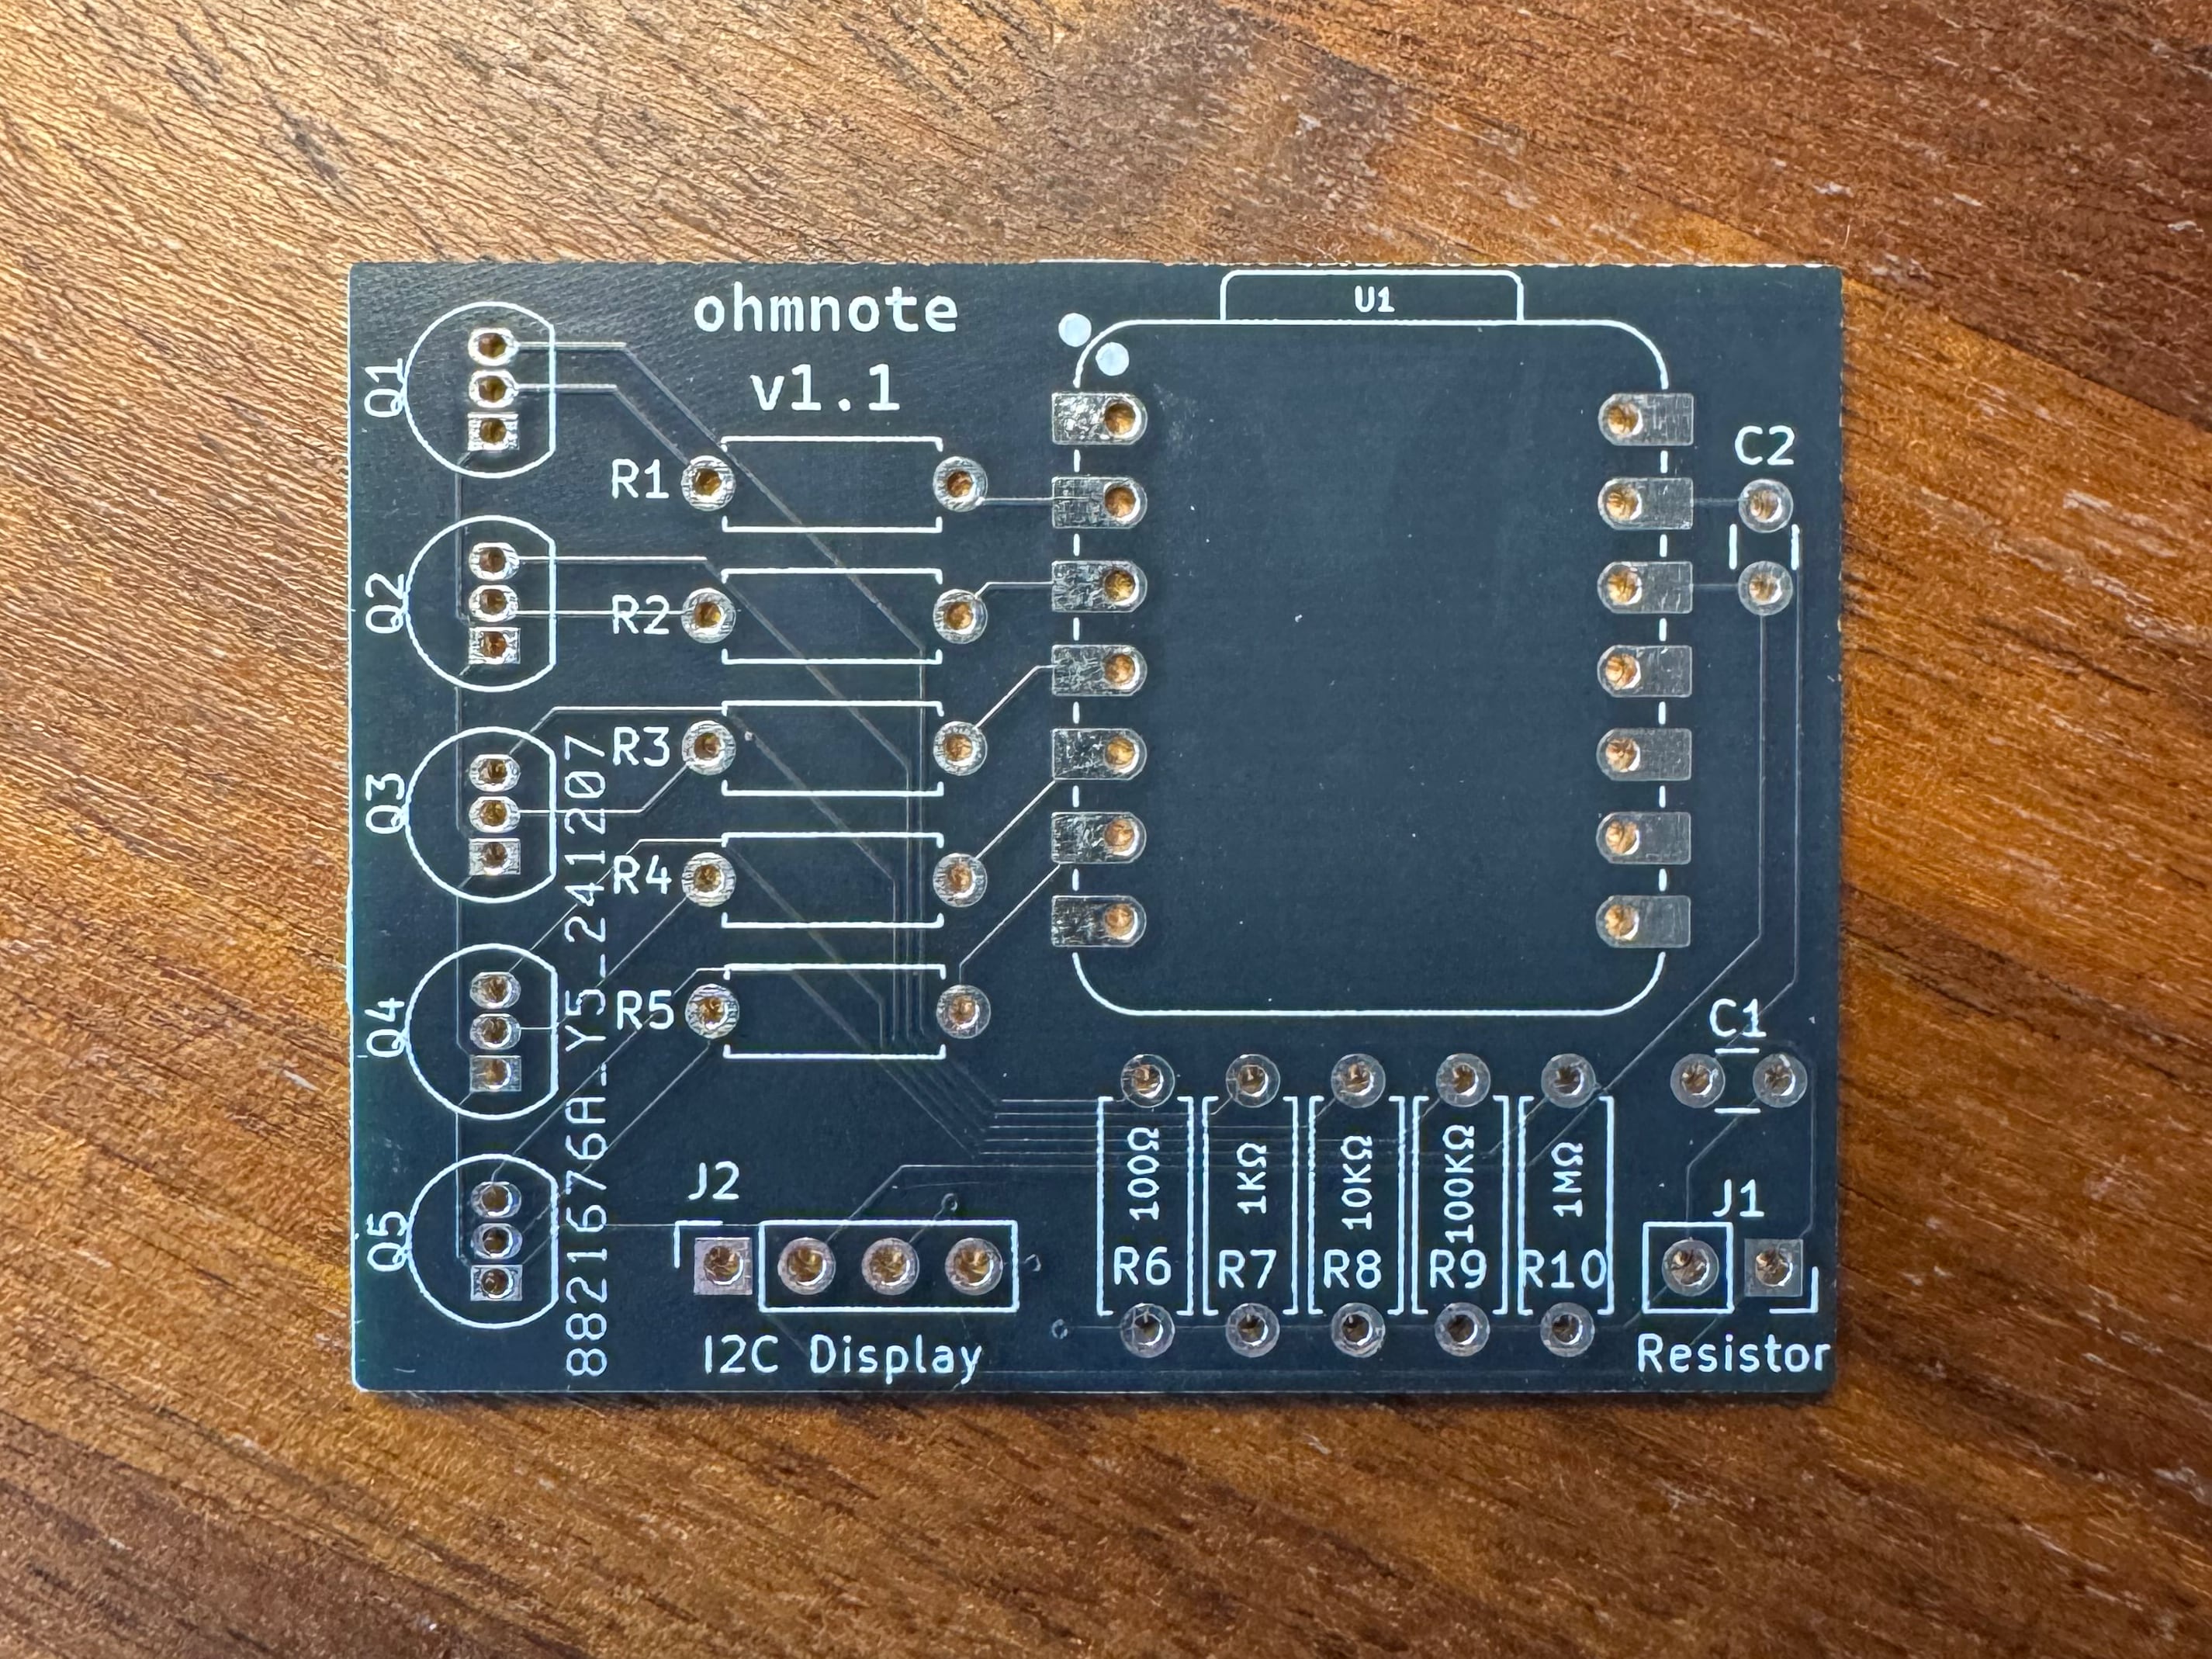 ohmnote
v1.1
U1
Q1
Q2
Q3
Q4
Q5
R1
R2
R3
R4
R5
8821676A_Y5_241207
C2
C1
J2
I2C Display
100Ω
R6
1KΩ
R7
10KΩ
R8
100KΩ
R9
1MΩ
R10
J1
Resistor